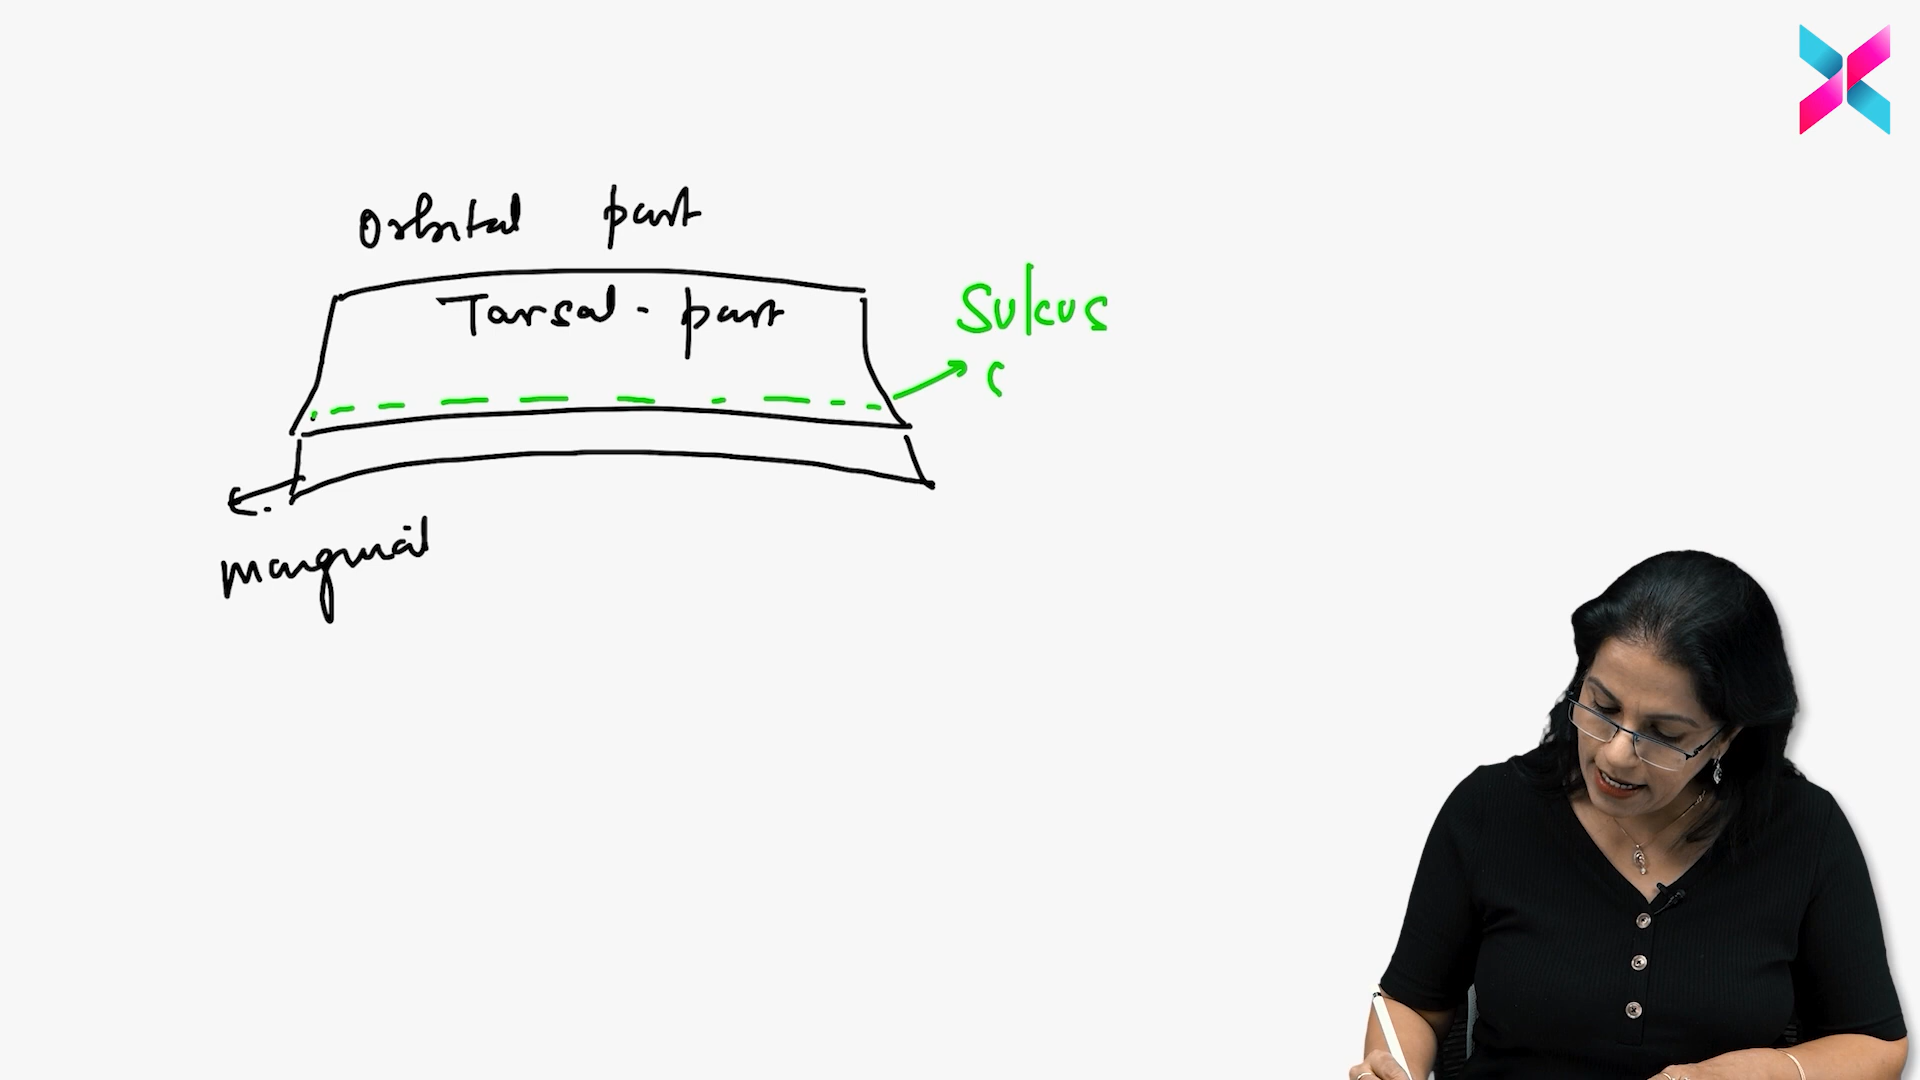 Orbital part
Tarsal - part
Sulcus
c
marginal